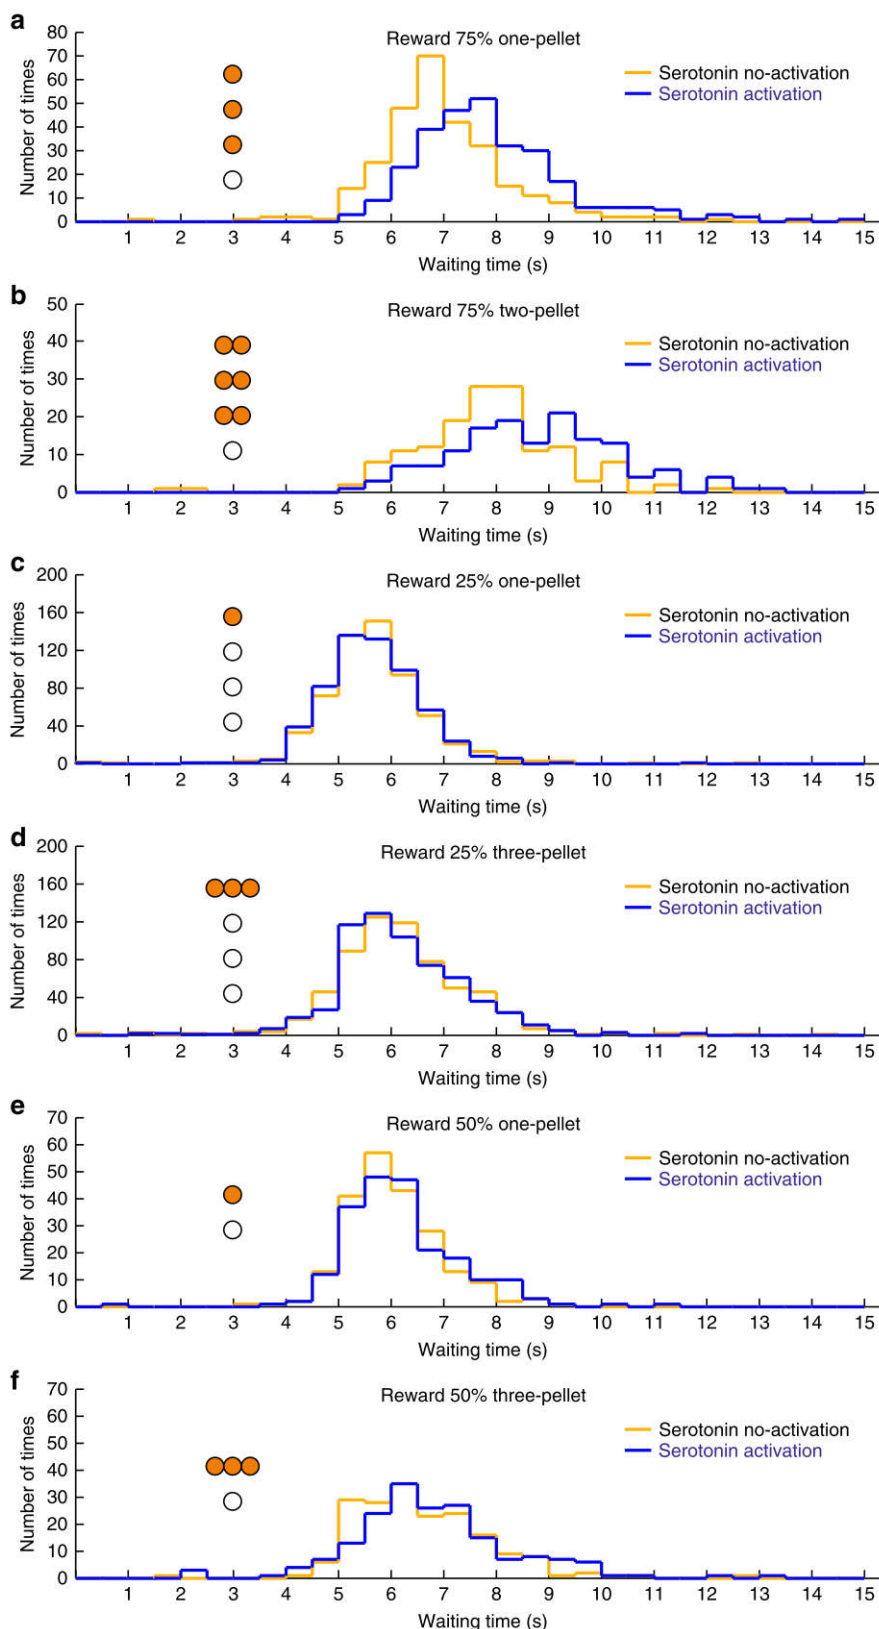 a
Reward 75% one-pellet
Number of times
80
70
60
50
40
30
20
10
0
Serotonin no-activation
Serotonin activation
1 2 3 4 5 6 7 8 9 10 11 12 13 14 15
Waiting time (s)
b
Reward 75% two-pellet
Number of times
50
40
30
20
10
0
Serotonin no-activation
Serotonin activation
1 2 3 4 5 6 7 8 9 10 11 12 13 14 15
Waiting time (s)
c
Reward 25% one-pellet
Number of times
200
160
120
80
40
0
Serotonin no-activation
Serotonin activation
1 2 3 4 5 6 7 8 9 10 11 12 13 14 15
Waiting time (s)
d
Reward 25% three-pellet
Number of times
200
160
120
80
40
0
Serotonin no-activation
Serotonin activation
1 2 3 4 5 6 7 8 9 10 11 12 13 14 15
Waiting time (s)
e
Reward 50% one-pellet
Number of times
70
60
50
40
30
20
10
0
Serotonin no-activation
Serotonin activation
1 2 3 4 5 6 7 8 9 10 11 12 13 14 15
Waiting time (s)
f
Reward 50% three-pellet
Number of times
70
60
50
40
30
20
10
0
Serotonin no-activation
Serotonin activation
1 2 3 4 5 6 7 8 9 10 11 12 13 14 15
Waiting time (s)